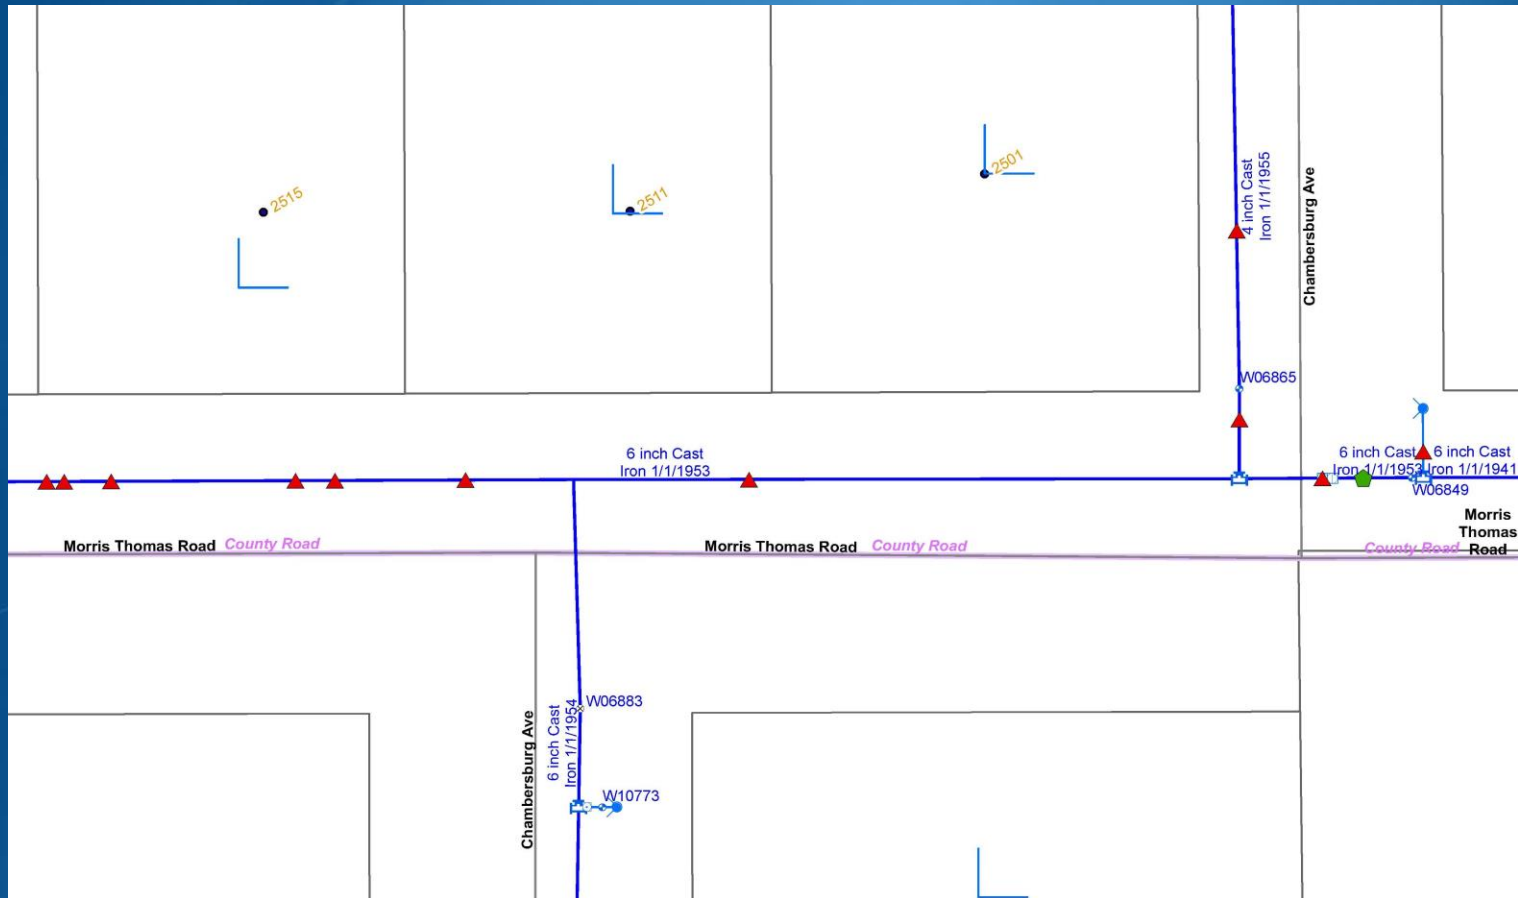 2515
2511
2501
4 inch Cast
Iron 1/1/1955
Chambersburg Ave
W06865
6 inch Cast
Iron 1/1/1953
6 inch Cast
Iron 1/1/1953
6 inch Cast
Iron 1/1/1941
W06849
Morris Thomas Road County Road
Morris Thomas Road County Road
County Road
Morris
Thomas
Road
W06883
6 inch Cast
Iron 1/1/1954
Chambersburg Ave
W10773